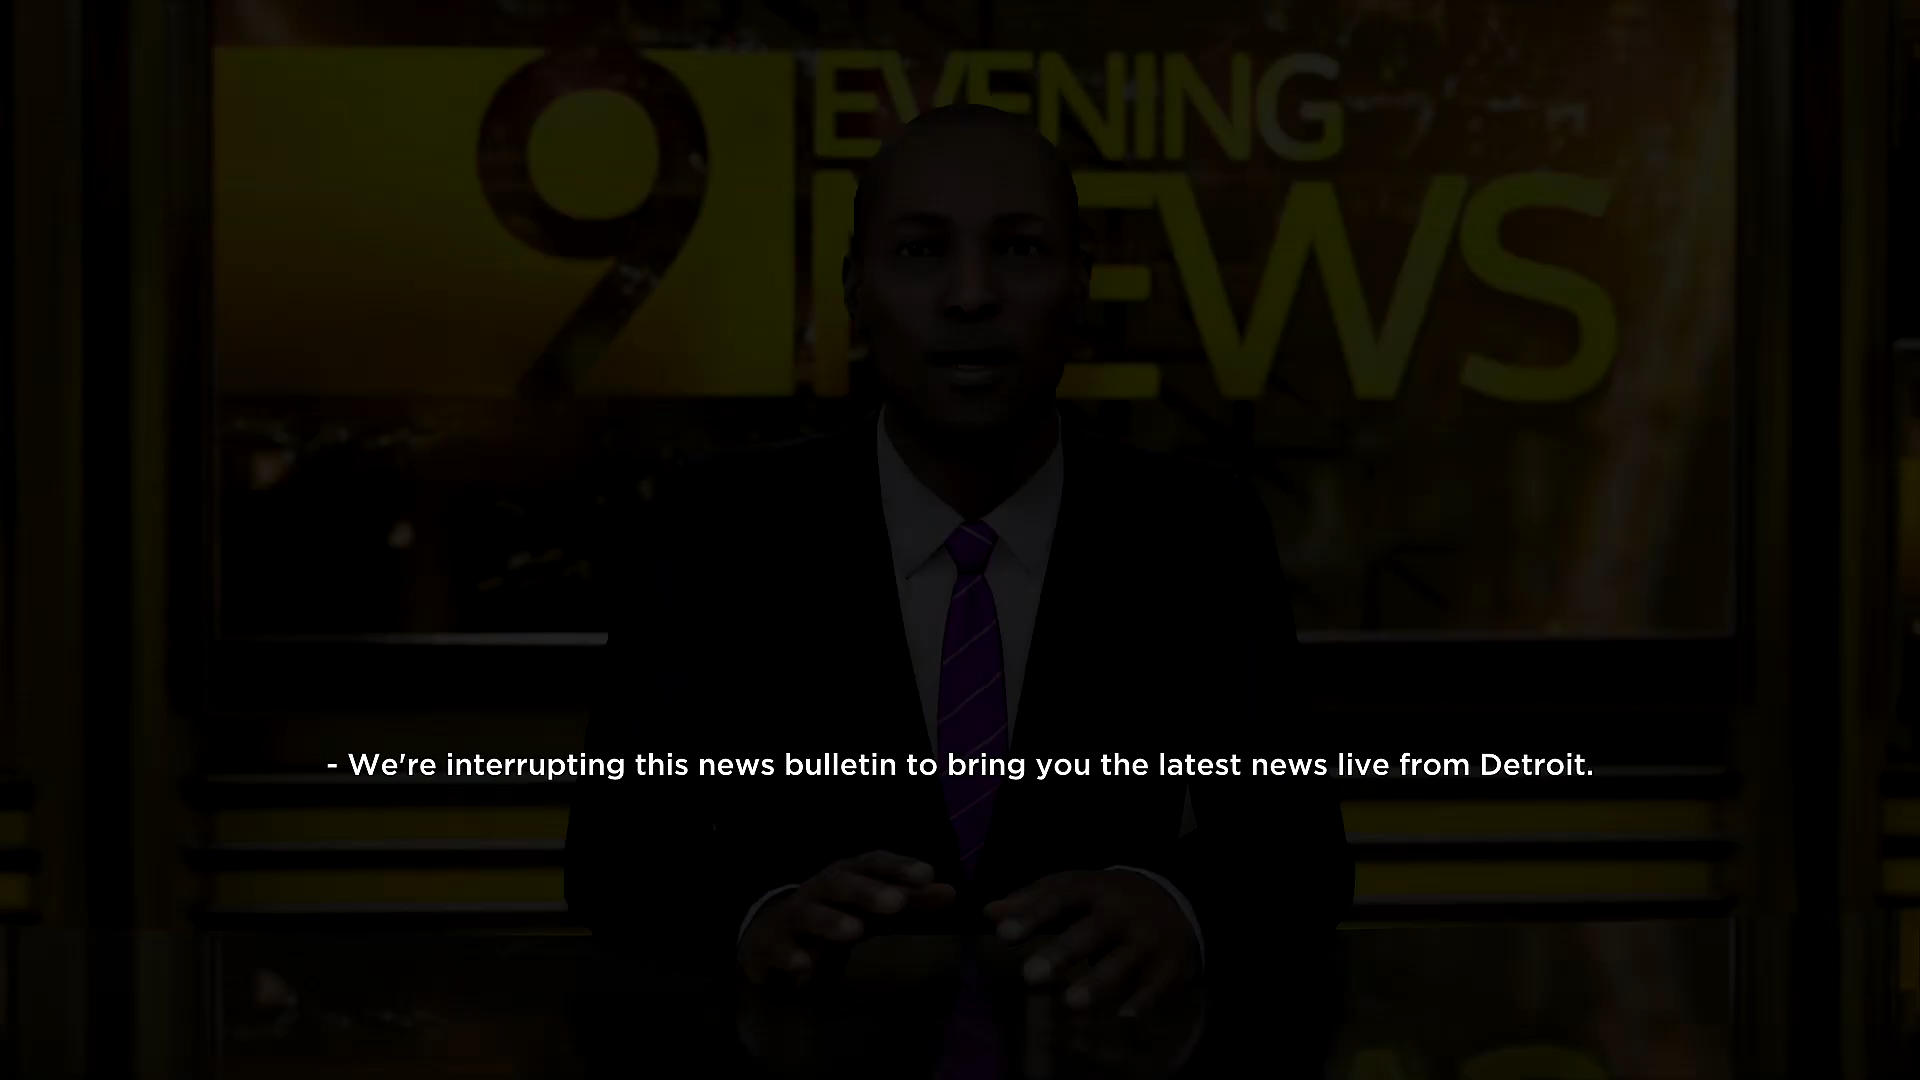 9 EVENING
NEWS
- We're interrupting this news bulletin to bring you the latest news live from Detroit.